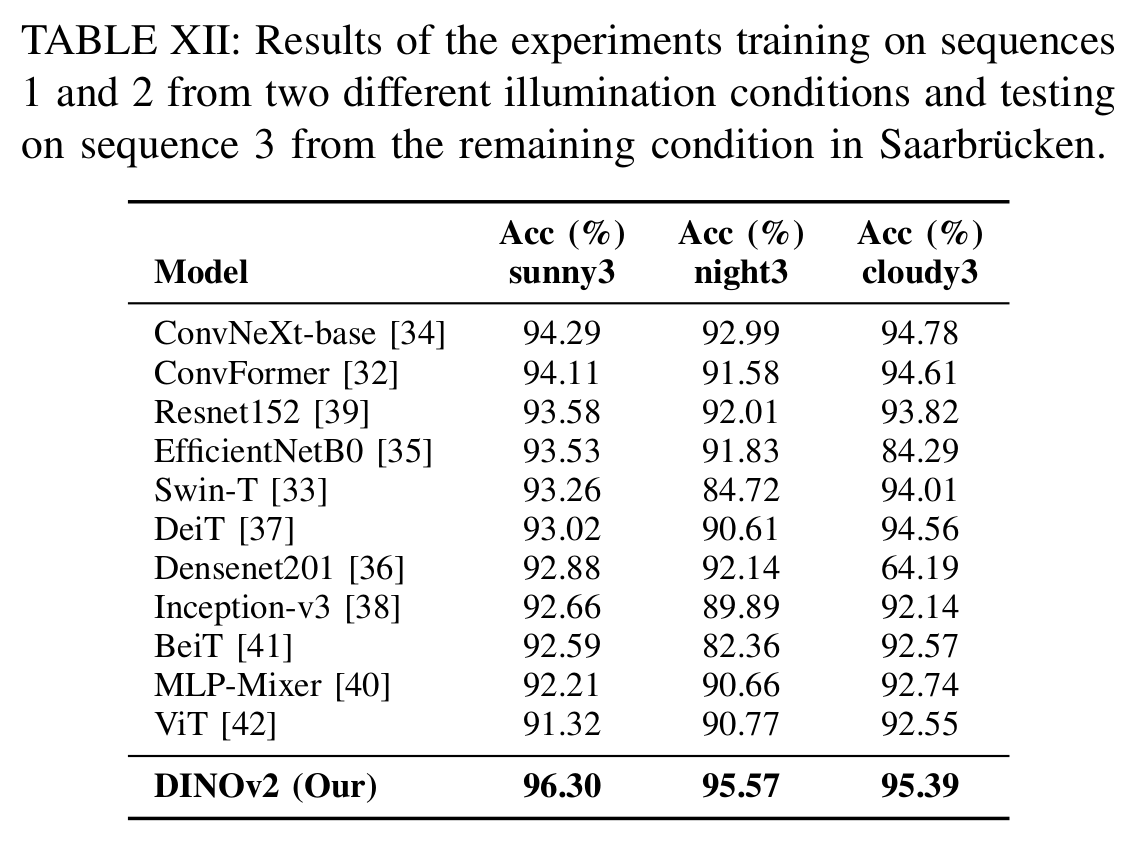 TABLE XII: Results of the experiments training on sequences
1 and 2 from two different illumination conditions and testing
on sequence 3 from the remaining condition in Saarbrücken.
Model Acc (%) sunny3 Acc (%) night3 Acc (%) cloudy3
ConvNeXt-base [34] 94.29 92.99 94.78
ConvFormer [32] 94.11 91.58 94.61
Resnet152 [39] 93.58 92.01 93.82
EfficientNetB0 [35] 93.53 91.83 84.29
Swin-T [33] 93.26 84.72 94.01
DeiT [37] 93.02 90.61 94.56
Densenet201 [36] 92.88 92.14 64.19
Inception-v3 [38] 92.66 89.89 92.14
BeiT [41] 92.59 82.36 92.57
MLP-Mixer [40] 92.21 90.66 92.74
ViT [42] 91.32 90.77 92.55
DINOv2 (Our) 96.30 95.57 95.39